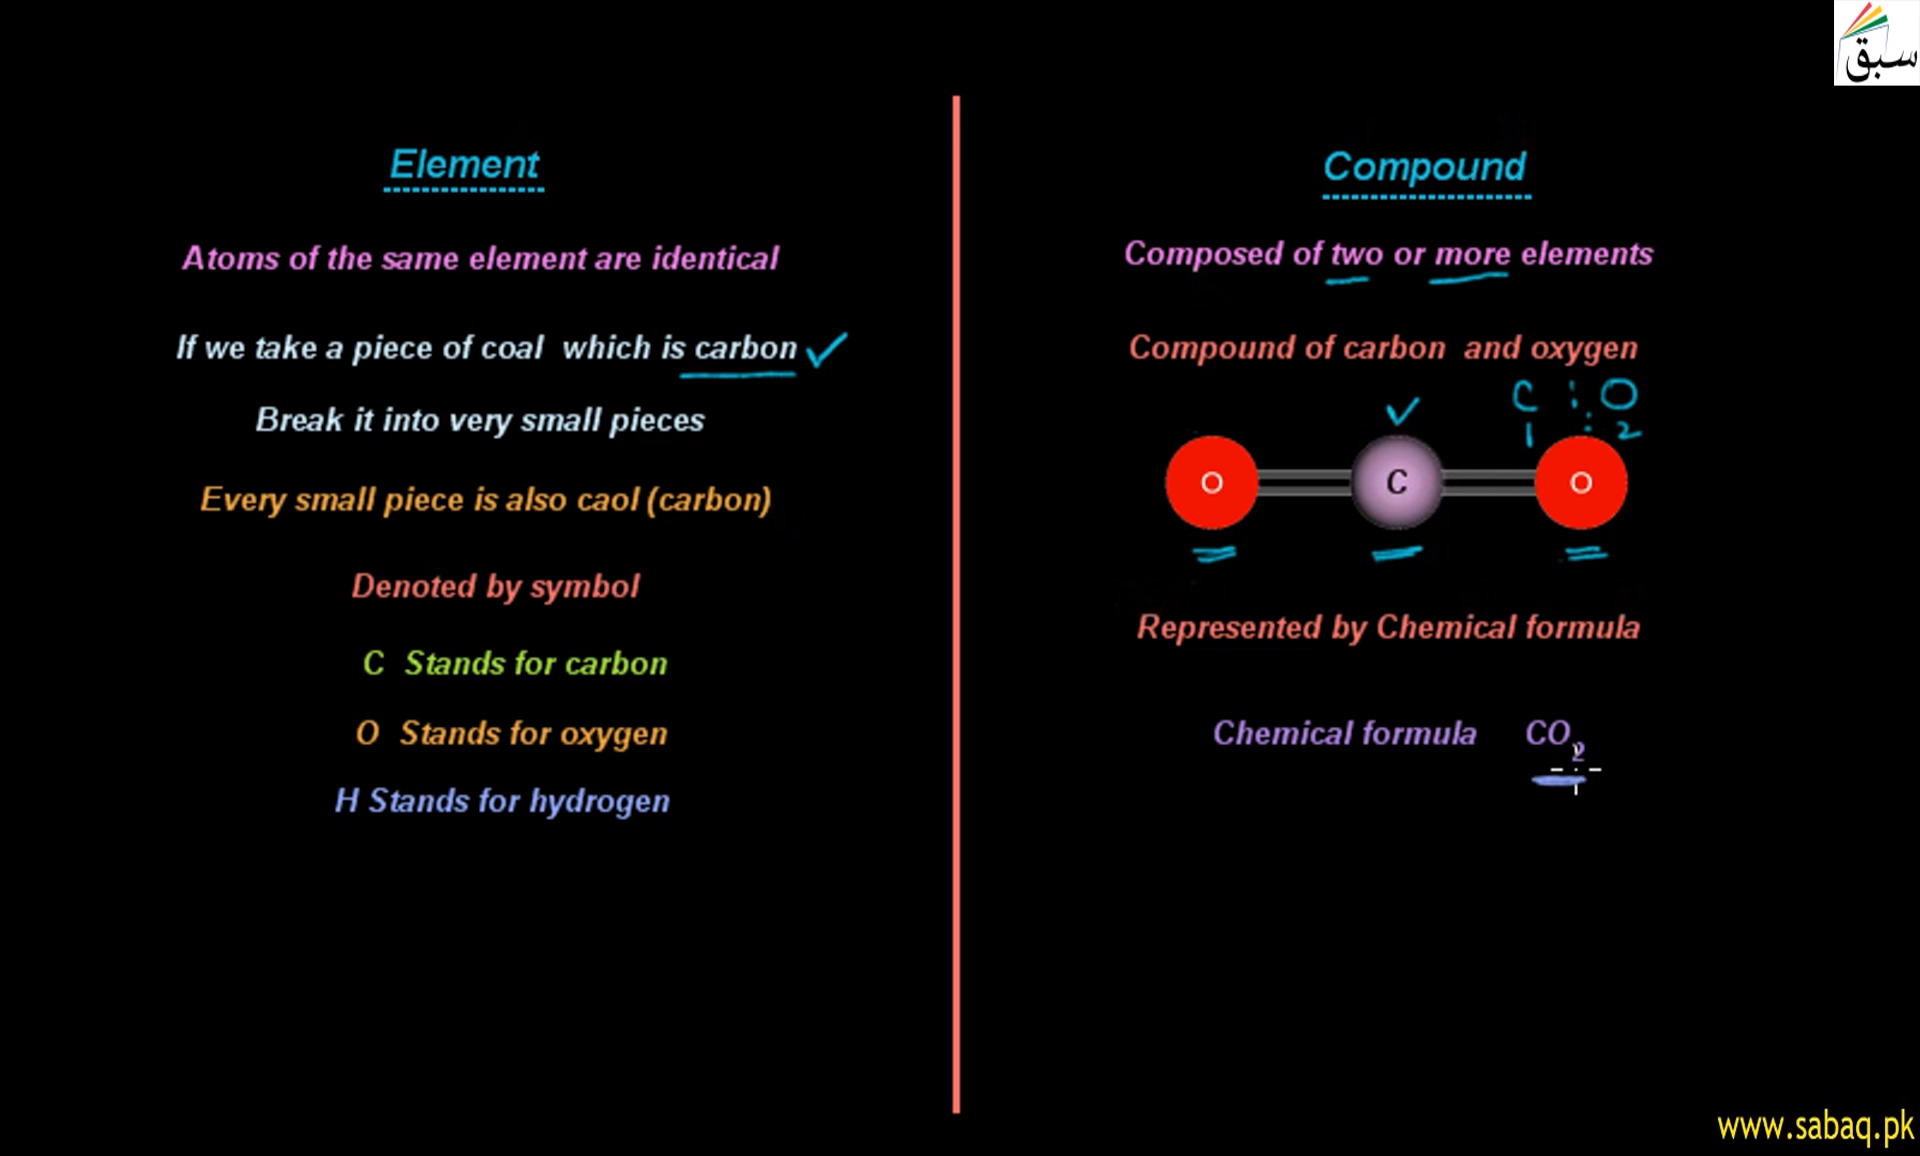 سبق
Element
Atoms of the same element are identical
If we take a piece of coal which is carbon
Break it into very small pieces
Every small piece is also caol (carbon)
Denoted by symbol
C Stands for carbon
O Stands for oxygen
H Stands for hydrogen
Compound
Composed of two or more elements
Compound of carbon and oxygen
C : O
1 : 2
O C O
Represented by Chemical formula
Chemical formula CO2
www.sabaq.pk